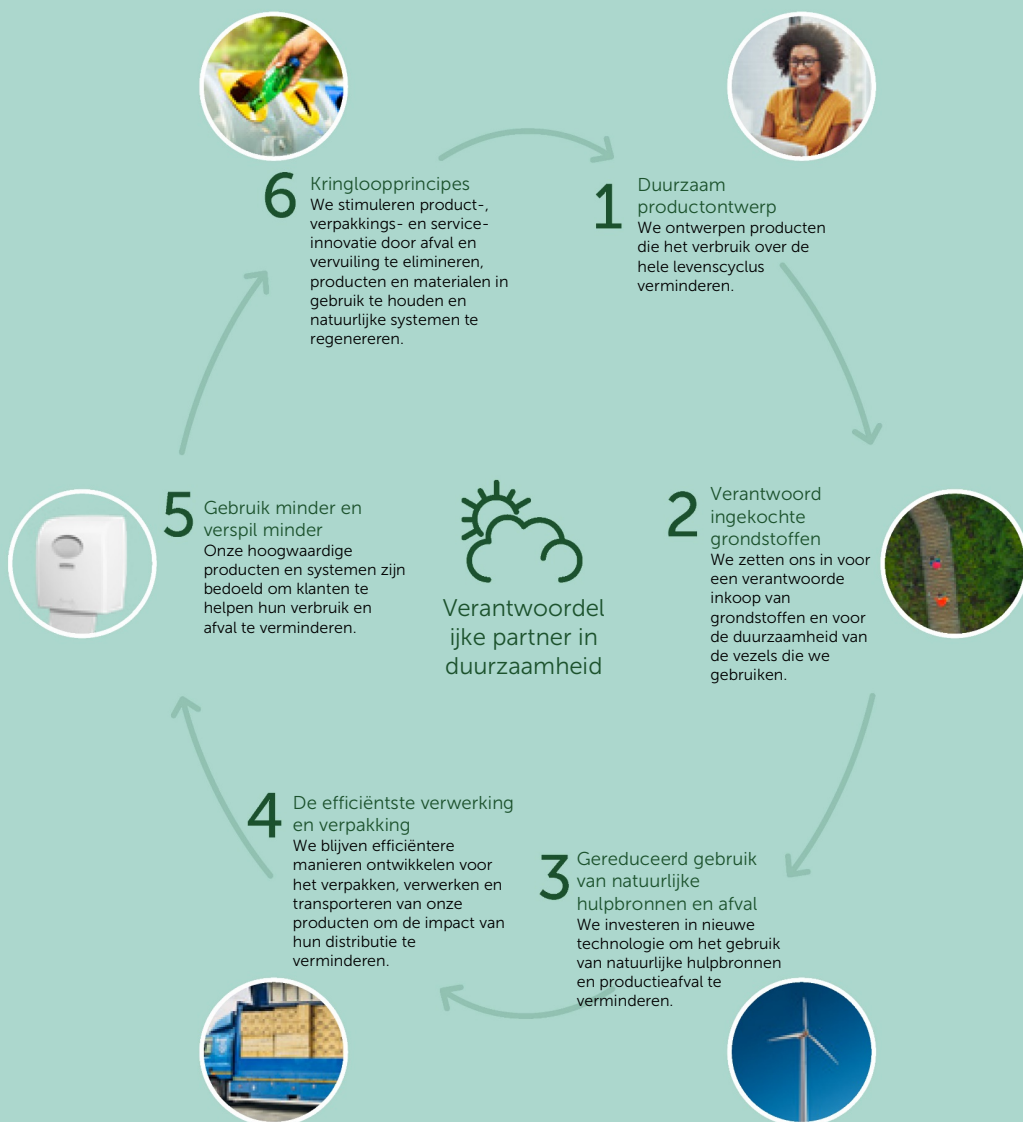 1
Duurzaam
productontwerp
We ontwerpen producten
die het verbruik over de
hele levenscyclus
verminderen.
2
Verantwoord
ingekochte
grondstoffen
We zetten ons in voor
een verantwoorde
inkoop van
grondstoffen en voor
de duurzaamheid van
de vezels die we
gebruiken.
3
Gereduceerd gebruik
van natuurlijke
hulpbronnen en afval
We investeren in nieuwe
technologie om het gebruik
van natuurlijke hulpbronnen
en productieafval te
verminderen.
4
De efficiëntste verwerking
en verpakking
We blijven efficiëntere
manieren ontwikkelen voor
het verpakken, verwerken en
transporteren van onze
producten om de impact van
hun distributie te
verminderen.
5
Gebruik minder en
verspil minder
Onze hoogwaardige
producten en systemen zijn
bedoeld om klanten te
helpen hun verbruik en
afval te verminderen.
6
Kringloopprincipes
We stimuleren product-,
verpakkings- en service-
innovatie door afval en
vervuiling te elimineren,
producten en materialen in
gebruik te houden en
natuurlijke systemen te
regenereren.
Verantwoordel
ijke partner in
duurzaamheid